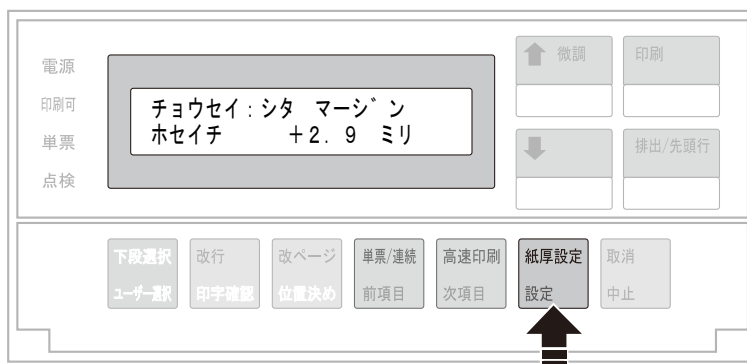 電源
印刷可
単票
点検
チョウセイ:シタ マージン
ホセイチ +2.9 ミリ
微調
印刷
排出/先頭行
下段選択
ユーザー選択
改行
印字確認
改ページ
位置決め
単票/連続
前項目
高速印刷
次項目
紙厚設定
設定
取消
中止